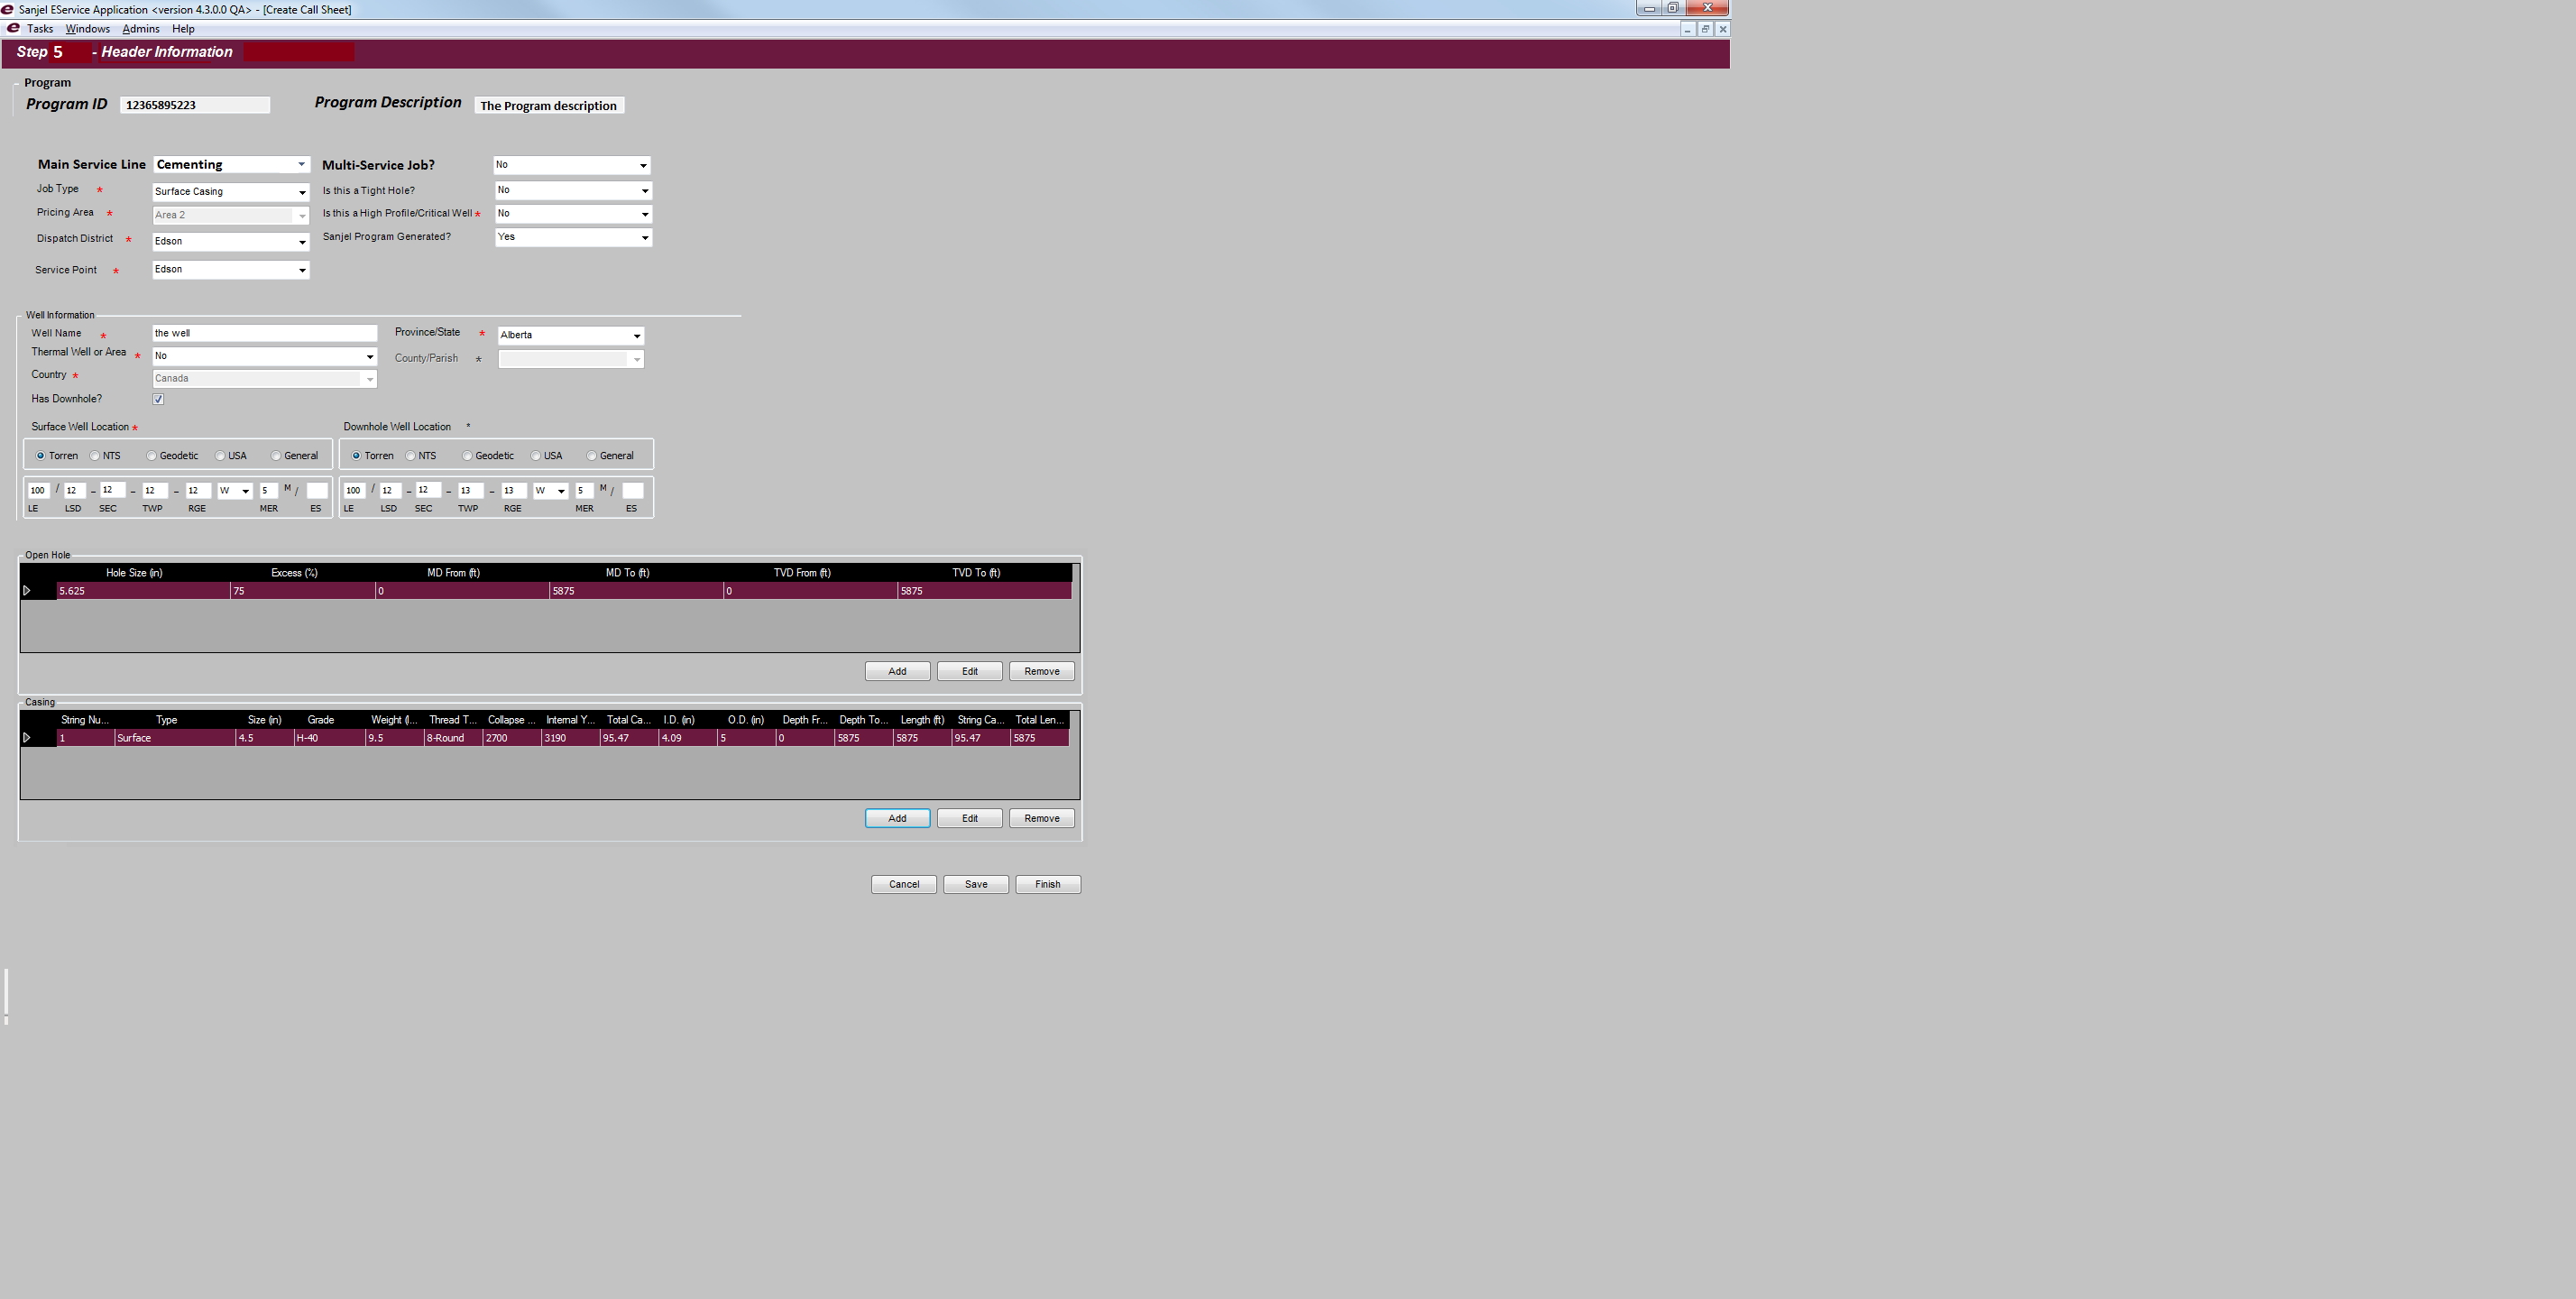 Sanjel EService Application <version 4.3.0.0 QA> - [Create Call Sheet]
Tasks Windows Admins Help
Step 5 - Header Information
Program
Program ID 12365895223 Program Description The Program description
Main Service Line Cementing Multi-Service Job? No
Job Type * Surface Casing Is this a Tight Hole? No
Pricing Area * Area 2 Is this a High Profile/Critical Well * No
Dispatch District * Edson Sanjel Program Generated? Yes
Service Point * Edson
Well Information
Well Name * the well Province/State * Alberta
Thermal Well or Area * No County/Parish *
Country * Canada
Has Downhole?
Surface Well Location * Downhole Well Location *
Torren NTS Geodetic USA General Torren NTS Geodetic USA General
100 / 12 - 12 - 12 - 12 W 5 M / 100 / 12 - 12 - 13 - 13 W 5 M /
LE LSD SEC TWP RGE MER ES LE LSD SEC TWP RGE MER ES
Open Hole
Hole Size (in) Excess (%) MD From (ft) MD To (ft) TVD From (ft) TVD To (ft)
5.625 75 0 5875 0 5875
Add Edit Remove
Casing
String Nu... Type Size (in) Grade Weight (l... Thread T... Collapse ... Internal Y... Total Ca... I.D. (in) O.D. (in) Depth Fr... Depth To... Length (ft) String Ca... Total Len...
1 Surface 4.5 H-40 9.5 8-Round 2700 3190 95.47 4.09 5 0 5875 5875 95.47 5875
Add Edit Remove
Cancel Save Finish